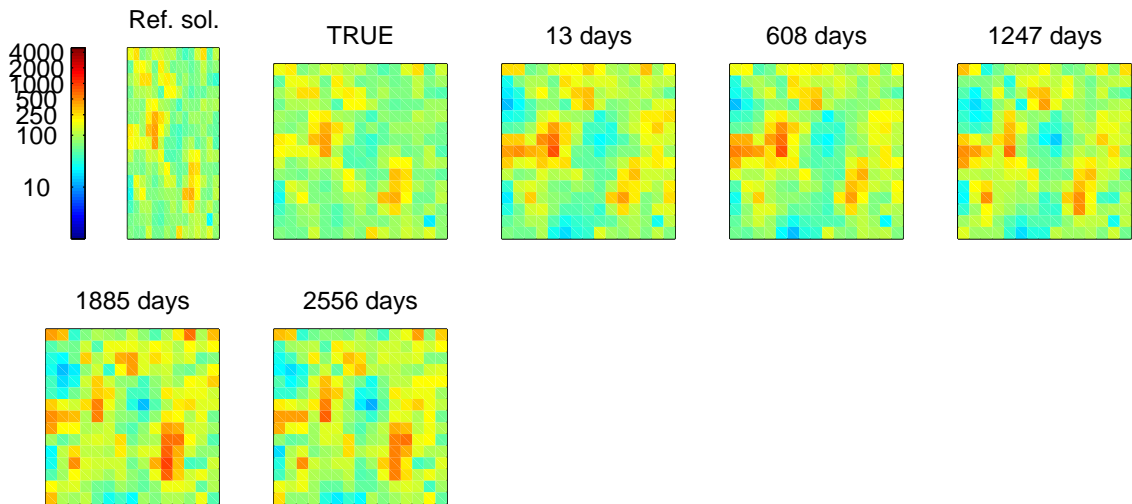 Ref. sol.
TRUE
13 days
608 days
1247 days
4000
2000
1000
500
250
100
10
1885 days
2556 days